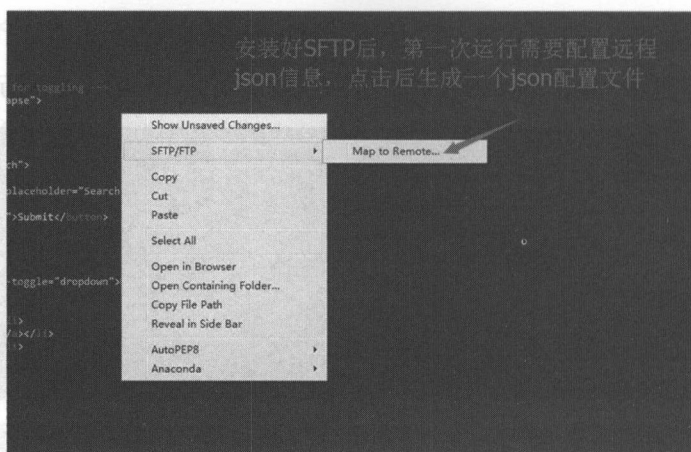 安装好SFTP后，第一次运行需要配置远程
json信息，点击后生成一个json配置文件
for toggling -->
apse">
Show Unsaved Changes...
SFTP/FTP
Map to Remote...
ch">
Copy
placeholder="Search
Cut
">Submit</button>
Paste
Select All
Open in Browser
-toggle="dropdown">
Open Containing Folder...
Copy File Path
Reveal in Side Bar
/a></li>
AutoPEP8
Anaconda